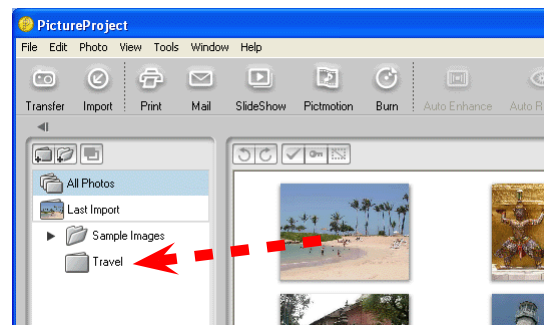 PictureProject
File Edit Photo View Tools Window Help
Transfer Import Print Mail SlideShow Pictmotion Burn Auto Enhance Auto R
All Photos
Last Import
Sample Images
Travel